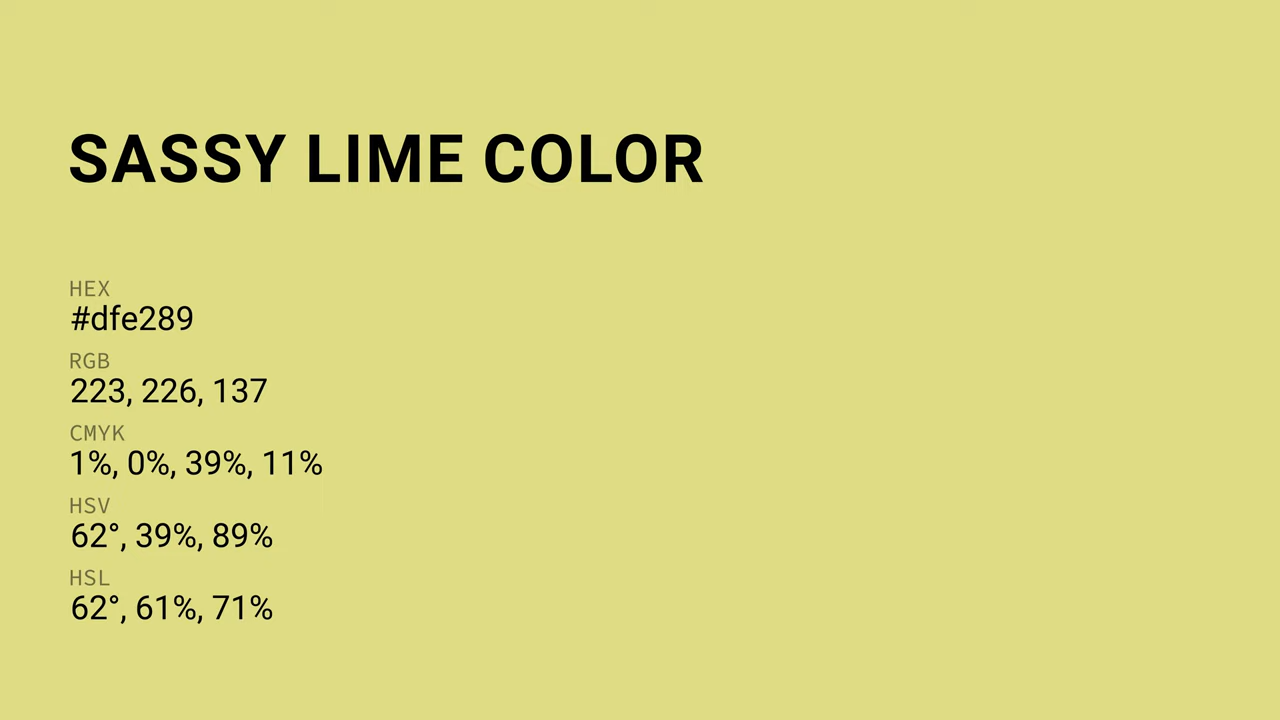 SASSY LIME COLOR
HEX
#dfe289
RGB
223, 226, 137
CMYK
1%, 0%, 39%, 11%
HSV
62°, 39%, 89%
HSL
62°, 61%, 71%